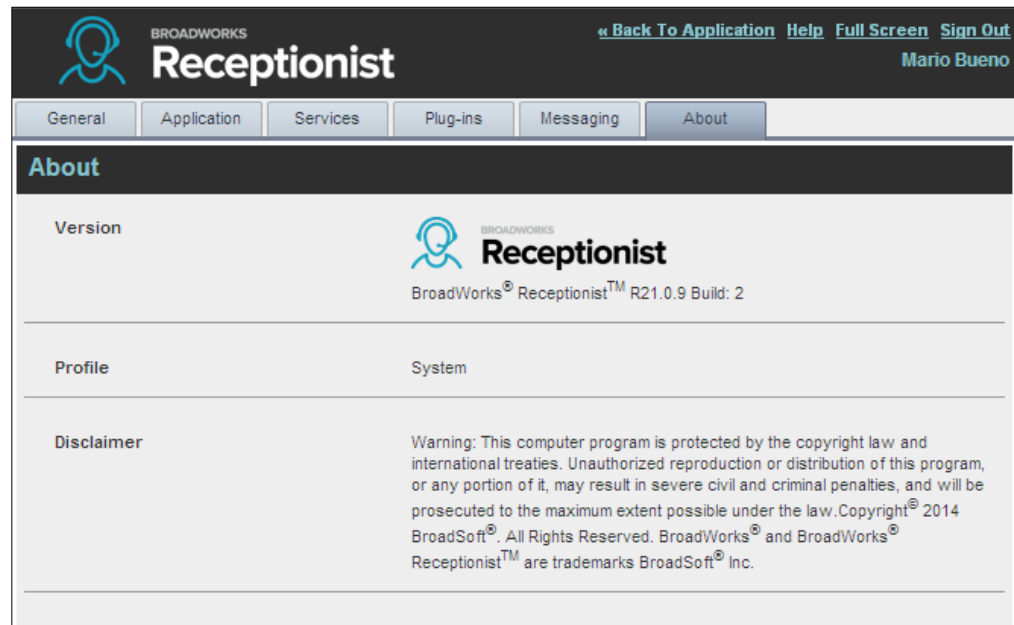 BROADWORKS
Receptionist
« Back To Application Help Full Screen Sign Out
Mario Bueno
General Application Services Plug-ins Messaging About
About
Version
BROADWORKS
Receptionist
BroadWorks® Receptionist™ R21.0.9 Build: 2
Profile System
Disclaimer
Warning: This computer program is protected by the copyright law and
international treaties. Unauthorized reproduction or distribution of this program,
or any portion of it, may result in severe civil and criminal penalties, and will be
prosecuted to the maximum extent possible under the law.Copyright© 2014
BroadSoft®. All Rights Reserved. BroadWorks® and BroadWorks®
Receptionist™ are trademarks BroadSoft® Inc.